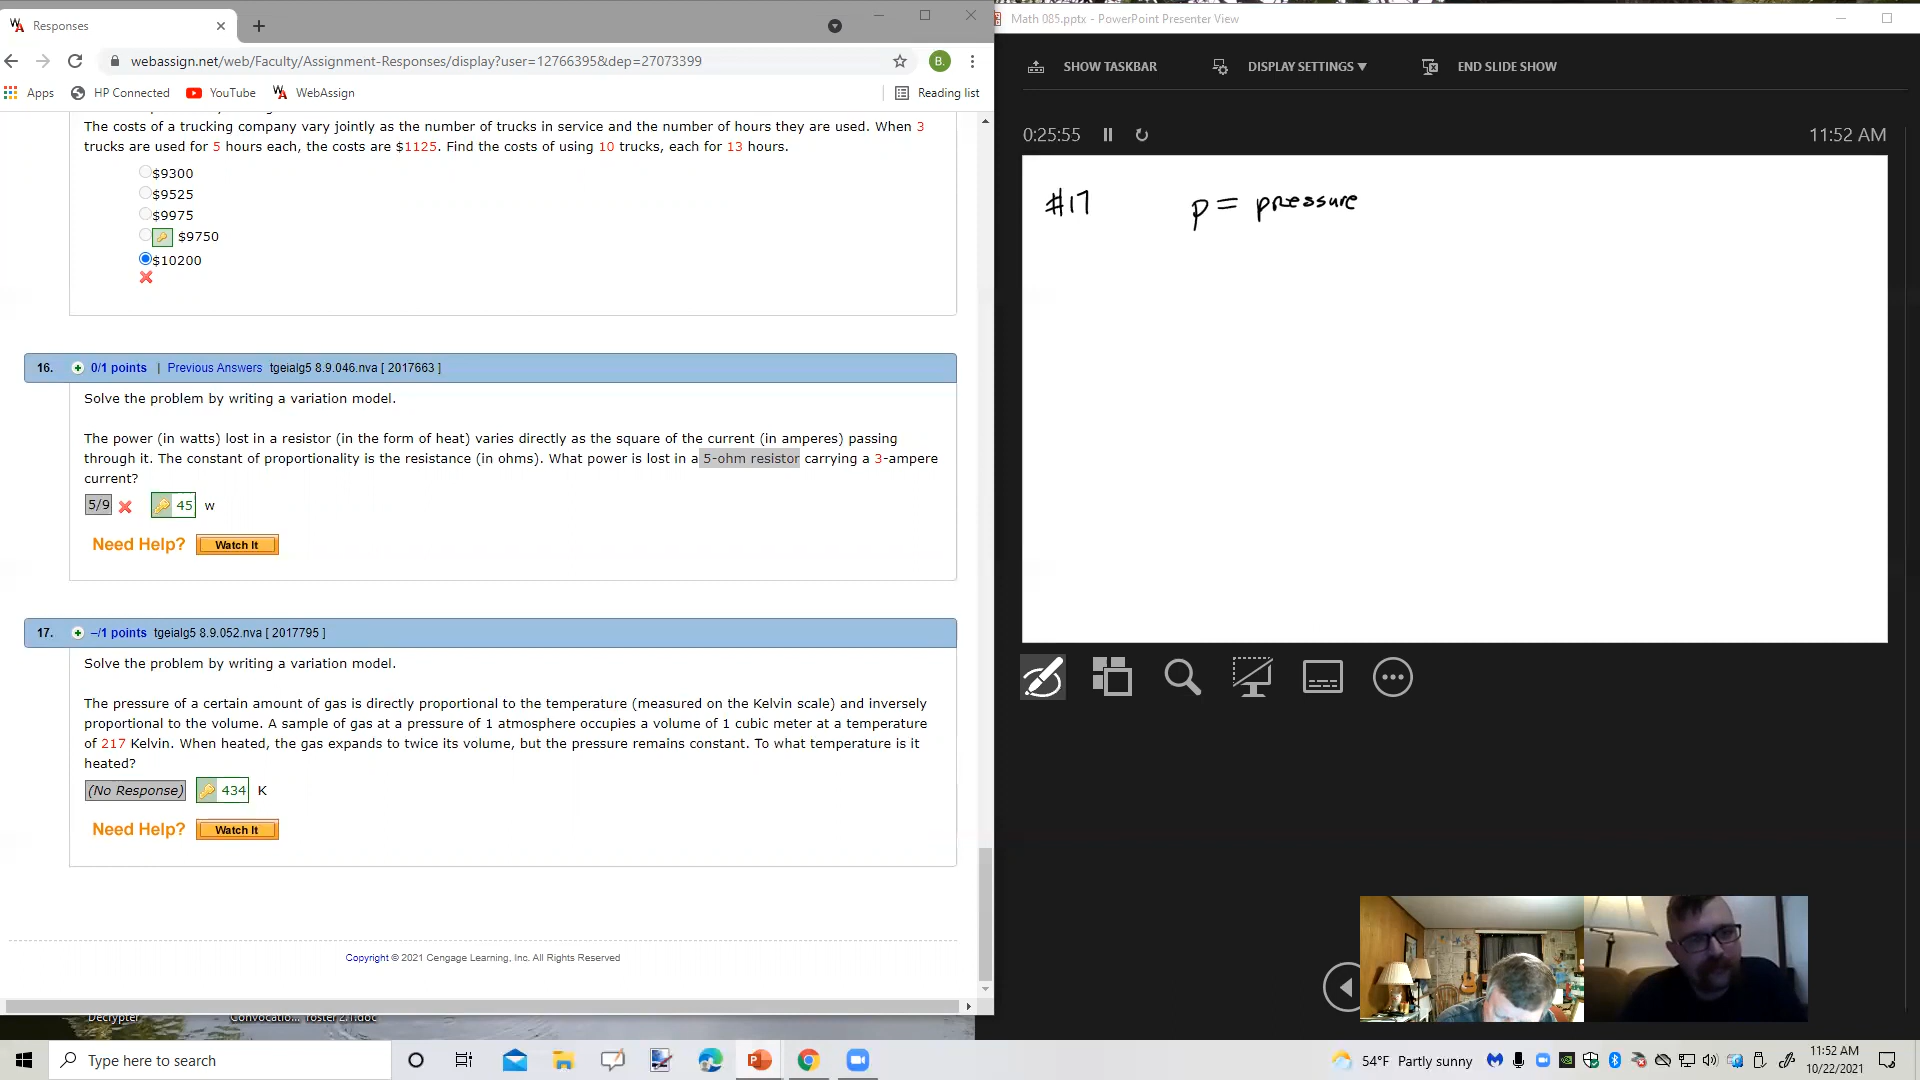 Responses
webassign.net/web/Faculty/Assignment-Responses/display?user=12766395&dep=27073399
B.
Apps HP Connected YouTube WebAssign Reading list
The costs of a trucking company vary jointly as the number of trucks in service and the number of hours they are used. When 3
trucks are used for 5 hours each, the costs are $1125. Find the costs of using 10 trucks, each for 13 hours.
$9300
$9525
$9975
$9750
$10200
16. 0/1 points | Previous Answers tgeialg5 8.9.046.nva [ 2017663 ]
Solve the problem by writing a variation model.
The power (in watts) lost in a resistor (in the form of heat) varies directly as the square of the current (in amperes) passing
through it. The constant of proportionality is the resistance (in ohms). What power is lost in a 5-ohm resistor carrying a 3-ampere
current?
5/9 45 w
Need Help? Watch It
17. –/1 points tgeialg5 8.9.052.nva [ 2017795 ]
Solve the problem by writing a variation model.
The pressure of a certain amount of gas is directly proportional to the temperature (measured on the Kelvin scale) and inversely
proportional to the volume. A sample of gas at a pressure of 1 atmosphere occupies a volume of 1 cubic meter at a temperature
of 217 Kelvin. When heated, the gas expands to twice its volume, but the pressure remains constant. To what temperature is it
heated?
(No Response) 434 K
Need Help? Watch It
Copyright © 2021 Cengage Learning, Inc. All Rights Reserved
Decrypter Convocatio... roster 2/1.doc
Math 085.pptx - PowerPoint Presenter View
SHOW TASKBAR DISPLAY SETTINGS END SLIDE SHOW
0:25:55 11:52 AM
#17 p = pressure
Type here to search
54°F Partly sunny
11:52 AM
10/22/2021